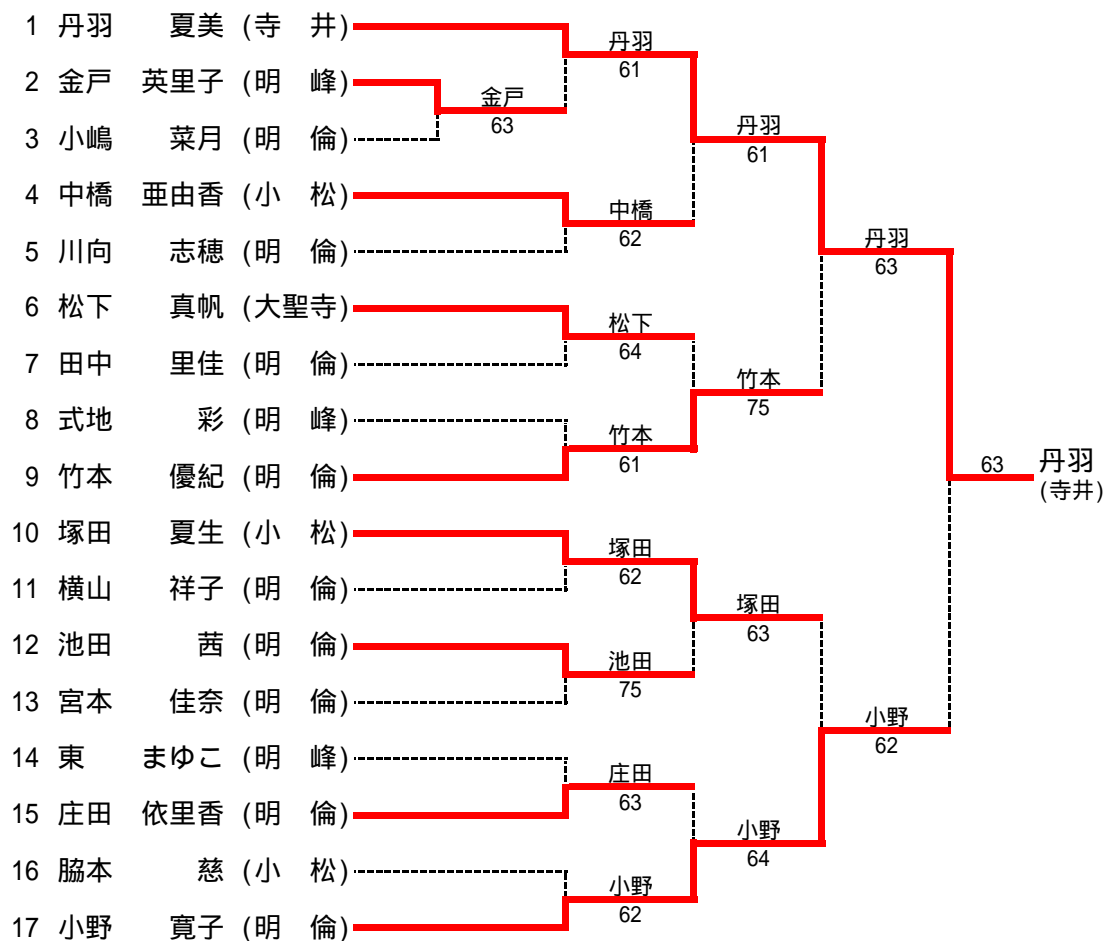 1 丹羽 夏美 (寺 井)
2 金戸 英里子 (明 峰)
3 小嶋 菜月 (明 倫)
4 中橋 亜由香 (小 松)
5 川向 志穂 (明 倫)
6 松下 真帆 (大聖寺)
7 田中 里佳 (明 倫)
8 式地 彩 (明 峰)
9 竹本 優紀 (明 倫)
10 塚田 夏生 (小 松)
11 横山 祥子 (明 倫)
12 池田 茜 (明 倫)
13 宮本 佳奈 (明 倫)
14 東 まゆこ (明 峰)
15 庄田 依里香 (明 倫)
16 脇本 慈 (小 松)
17 小野 寛子 (明 倫)
金戸
63
丹羽
61
中橋
62
松下
64
竹本
61
塚田
62
池田
75
庄田
63
小野
62
丹羽
61
竹本
75
塚田
63
小野
64
丹羽
63
小野
62
63 丹羽
(寺井)